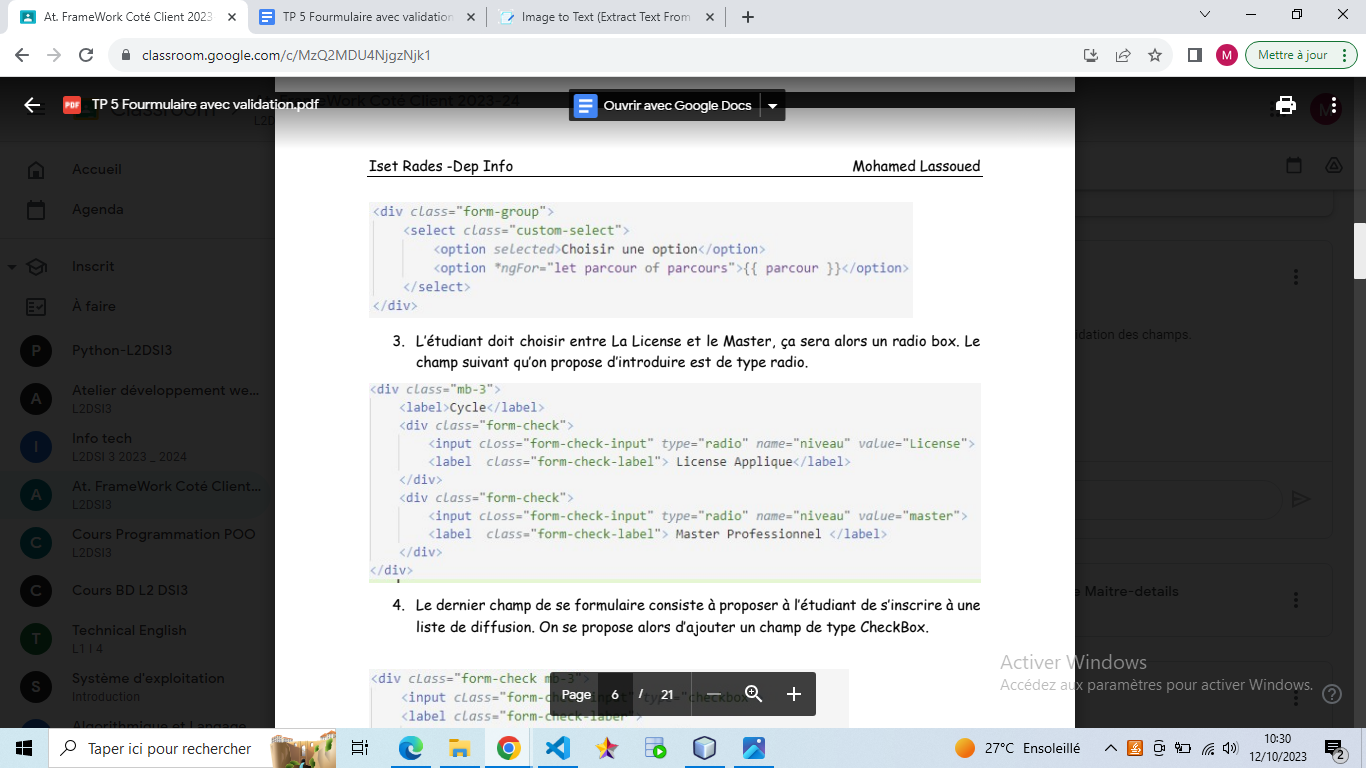 At. FrameWork Coté Client 2023
TP 5 Fourmulaire avec validation
Image to Text (Extract Text From
classroom.google.com/c/MzQ2MDU4NjgzNjk1
M
Mettre à jour
PDF
TP 5 Fourmulaire avec validation.pdf
Ouvrir avec Google Docs
Accueil
Agenda
Inscrit
À faire
P
Python-L2DSI3
A
Atelier développement we...
L2DSI3
I
Info tech
L2DSI 3 2023 _ 2024
A
At. FrameWork Coté Client...
L2DSI3
C
Cours Programmation POO
L2DSI3
C
Cours BD L2 DSI3
T
Technical English
L1 I 4
S
Système d'exploitation
Introduction
Algorithmique et Langage
Iset Rades -Dep Info
Mohamed Lassoued
<div class="form-group">
<select class="custom-select">
<option selected>Choisir une option</option>
<option *ngFor="let parcour of parcours">{{ parcour }}</option>
</select>
</div>
3. L'étudiant doit choisir entre La License et le Master, ça sera alors un radio box. Le
champ suivant qu'on propose d'introduire est de type radio.
<div class="mb-3">
<label>Cycle</label>
<div class="form-check">
<input closs="form-check-input" type="radio" name="niveau" value="License">
<label class="form-check-label"> License Applique</label>
</div>
<div class="form-check">
<input closs="form-check-input" type="radio" name="niveau" value="master">
<label class="form-check-label"> Master Professionnel </label>
</div>
</div>
4. Le dernier champ de se formulaire consiste à proposer à l'étudiant de s'inscrire à une
liste de diffusion. On se propose alors d'ajouter un champ de type CheckBox.
<div class="form-check mb-3">
<input class="form-check-input" type="checkbox"
<label class="form-check-label">
Page 6 / 21
dation des champs.
e Maitre-details
Activer Windows
Accédez aux paramètres pour activer Windows.
Taper ici pour rechercher
27°C Ensoleillé
10:30
12/10/2023
2